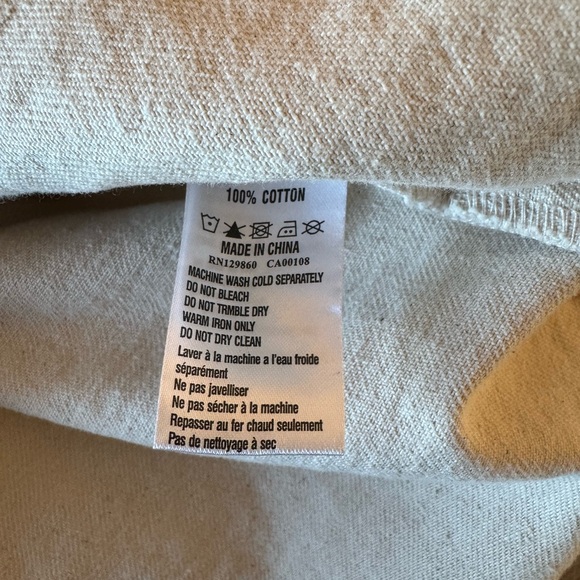 100% COTTON
MADE IN CHINA
RN129860 CA00108
MACHINE WASH COLD SEPARATELY
DO NOT BLEACH
DO NOT TRMBLE DRY
WARM IRON ONLY
DO NOT DRY CLEAN
Laver à la machine a l'eau froide
séparément
Ne pas javelliser
Ne pas sécher à la machine
Repasser au fer chaud seulement
Pas de nettoyage à sec